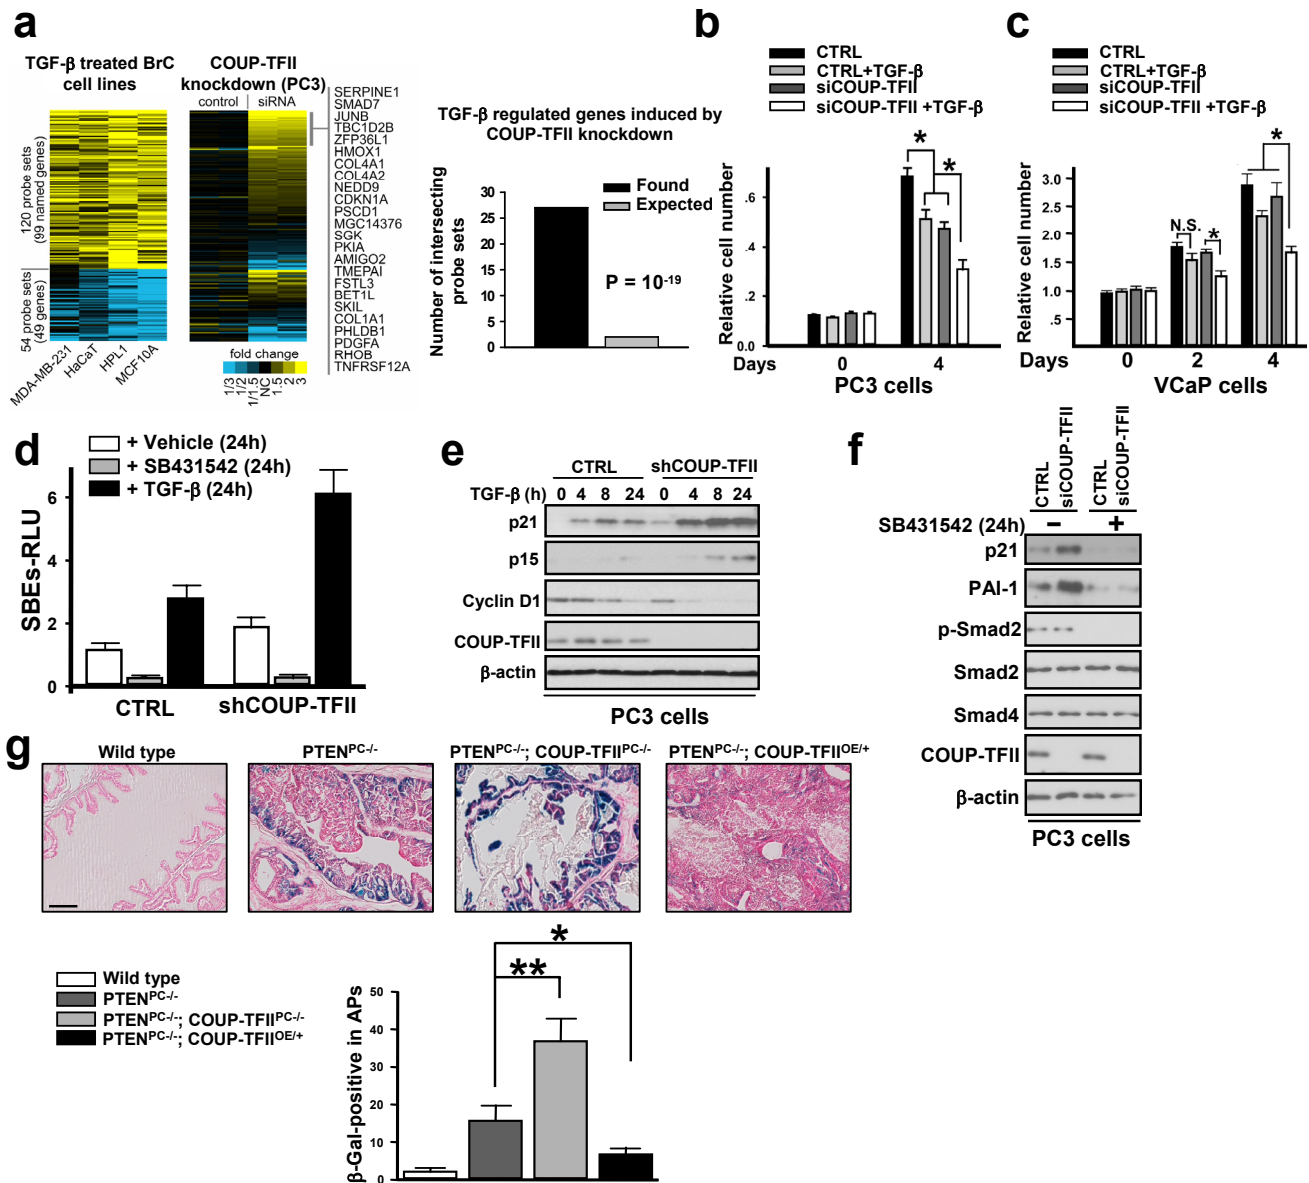 a
TGF-β treated BrC
cell lines
COUP-TFII
knockdown (PC3)
control
siRNA
120 probe sets
(99 named genes)
54 probe sets
(49 genes)
MDA-MB-231
HaCaT
HPL1
MCF10A
fold change
1/3
1/2
1/1.5
NC
1.5
2
3
SERPINE1
SMAD7
JUNB
TBC1D2B
ZFP36L1
HMOX1
COL4A1
COL4A2
NEDD9
CDKN1A
PSCD1
MGC14376
SGK
PKIA
AMIGO2
TMEPAI
FSTL3
BET1L
SKIL
COL1A1
PHLDB1
PDGFA
RHOB
TNFRSF12A
TGF-β regulated genes induced by
COUP-TFII knockdown
Number of intersecting
probe sets
30
25
20
15
10
5
0
Found
Expected
P = 10-19
b
CTRL
CTRL+TGF-β
siCOUP-TFII
siCOUP-TFII +TGF-β
Relative cell number
.6
.4
.2
0.0
*
*
Days
0
4
PC3 cells
c
CTRL
CTRL+TGF-β
siCOUP-TFII
siCOUP-TFII +TGF-β
Relative cell number
3.0
2.5
2.0
1.5
1.0
.5
N.S.
*
*
Days
0
2
4
VCaP cells
d
+ Vehicle (24h)
+ SB431542 (24h)
+ TGF-β (24h)
SBEs-RLU
6
4
2
0
CTRL
shCOUP-TFII
e
CTRL
shCOUP-TFII
TGF-β (h)
0 4 8 24 0 4 8 24
p21
p15
Cyclin D1
COUP-TFII
β-actin
PC3 cells
f
CTRL
siCOUP-TFII
CTRL
siCOUP-TFII
SB431542 (24h)
−
+
p21
PAI-1
p-Smad2
Smad2
Smad4
COUP-TFII
β-actin
PC3 cells
g
Wild type
PTENPC-/-
PTENPC-/-; COUP-TFIIPC-/-
PTENPC-/-; COUP-TFIIOE/+
Wild type
PTENPC-/-
PTENPC-/-; COUP-TFIIPC-/-
PTENPC-/-; COUP-TFIIOE/+
β-Gal-positive in APs
50
40
30
20
10
0
*
**